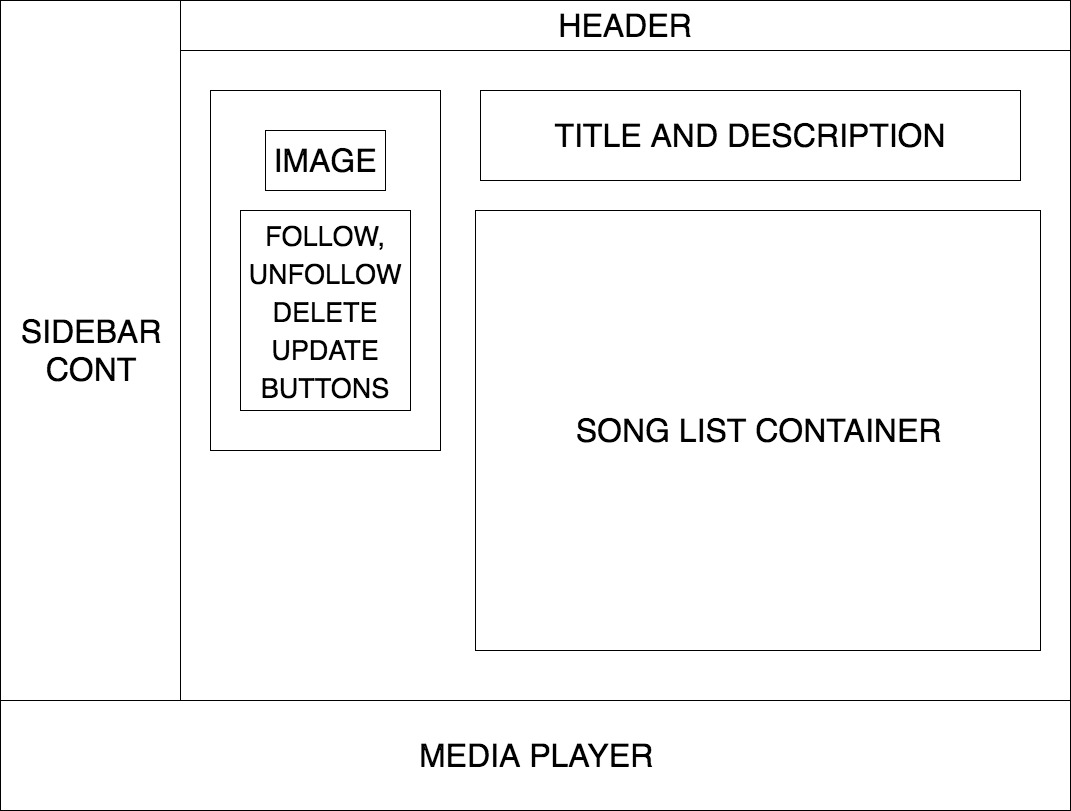 HEADER
IMAGE
TITLE AND DESCRIPTION
FOLLOW,
UNFOLLOW
DELETE
UPDATE
BUTTONS
SIDEBAR
CONT
SONG LIST CONTAINER
MEDIA PLAYER